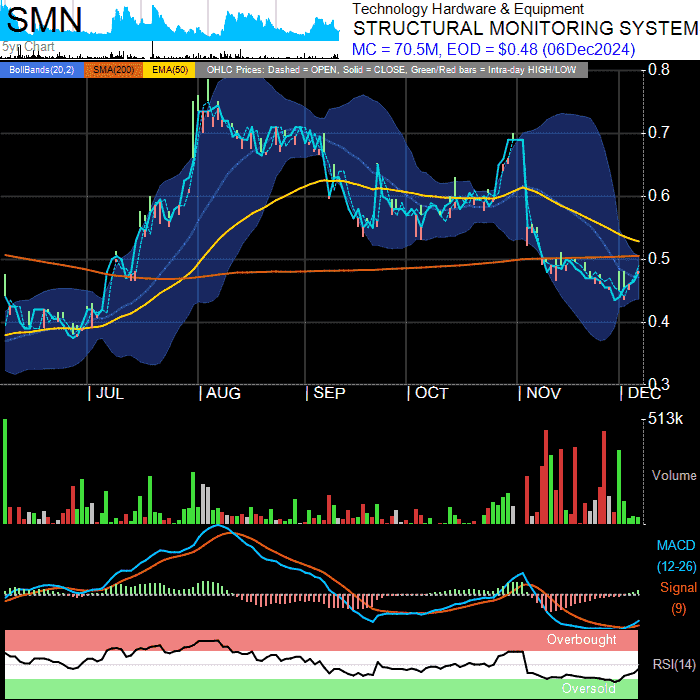 SMN
5yr Chart
Technology Hardware & Equipment
STRUCTURAL MONITORING SYSTEM
MC = 70.5M, EOD = $0.48 (06Dec2024)
BollBands(20,2) SMA(200) EMA(50) OHLC Prices: Dashed = OPEN, Solid = CLOSE, Green/Red bars = Intra-day HIGH/LOW
0.8
0.7
0.6
0.5
0.4
0.3
| JUL | AUG | SEP | OCT | NOV | DEC
513k
Volume
MACD
(12-26)
Signal
(9)
Overbought
RSI(14)
Oversold